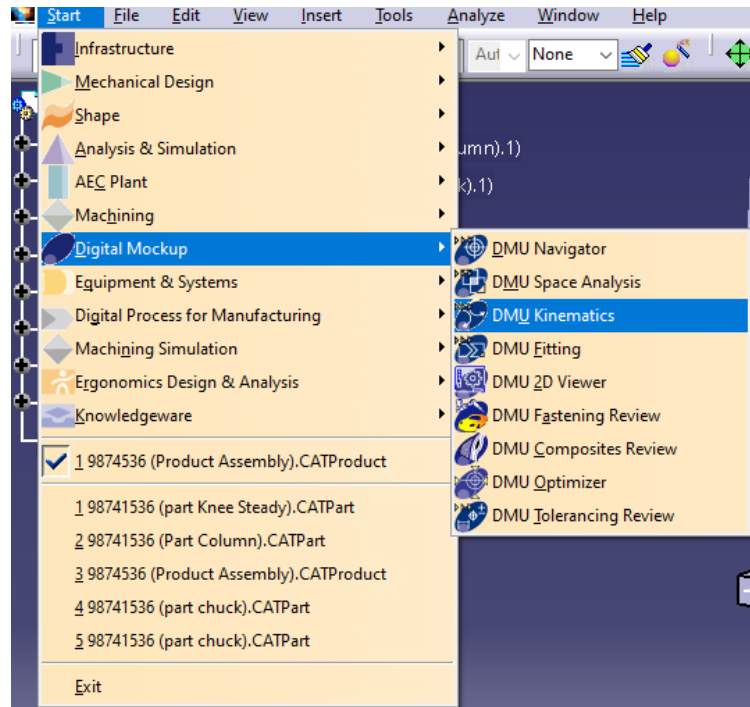 Start File Edit View Insert Tools Analyze Window Help
Infrastructure
Aut None
Mechanical Design
Shape
Analysis & Simulation
umn).1)
AEC Plant
k).1)
Machining
Digital Mockup
Equipment & Systems
Digital Process for Manufacturing
Machining Simulation
Ergonomics Design & Analysis
Knowledgeware
DMU Navigator
DMU Space Analysis
DMU Kinematics
DMU Fitting
DMU 2D Viewer
DMU Fastening Review
DMU Composites Review
DMU Optimizer
DMU Tolerancing Review
1 9874536 (Product Assembly).CATProduct
1 98741536 (part Knee Steady).CATPart
2 98741536 (Part Column).CATPart
3 9874536 (Product Assembly).CATProduct
4 98741536 (part chuck).CATPart
5 98741536 (part chuck).CATPart
Exit